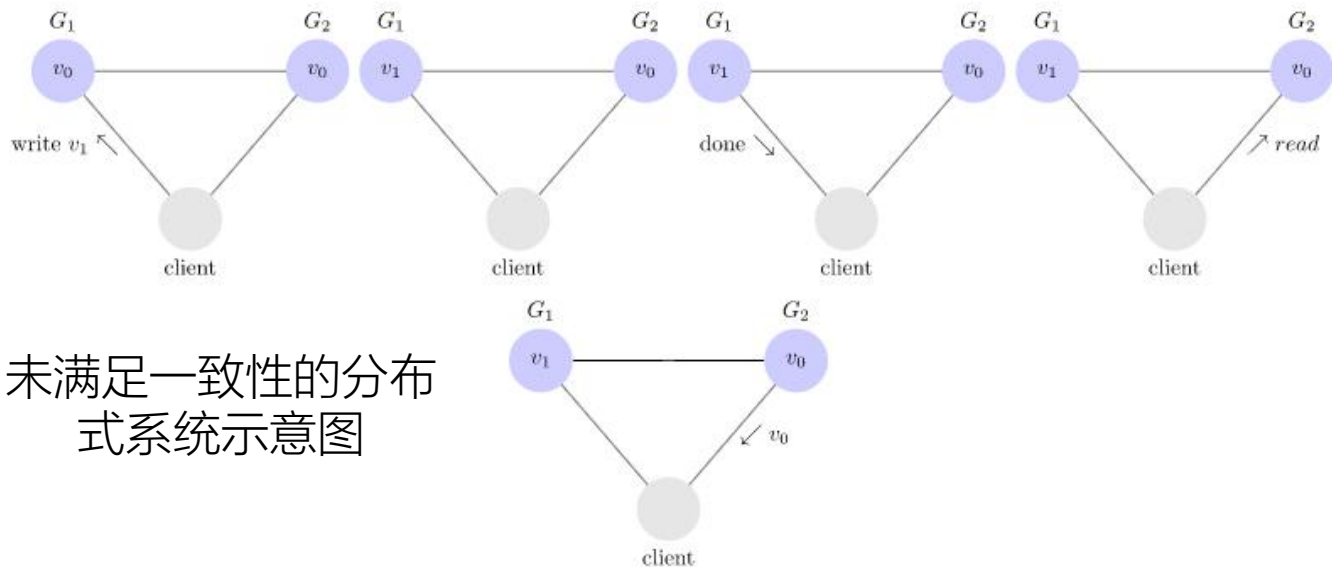 G₁ G₂ G₁ G₂ G₁ G₂ G₁ G₂
v₀ v₀ v₁ v₀ v₁ v₀ v₁ v₀
write v₁ ↖ done ↘ ↗ read
client client client client
G₁ G₂
v₁ v₀
未满足一致性的分布
式系统示意图
↙ v₀
client